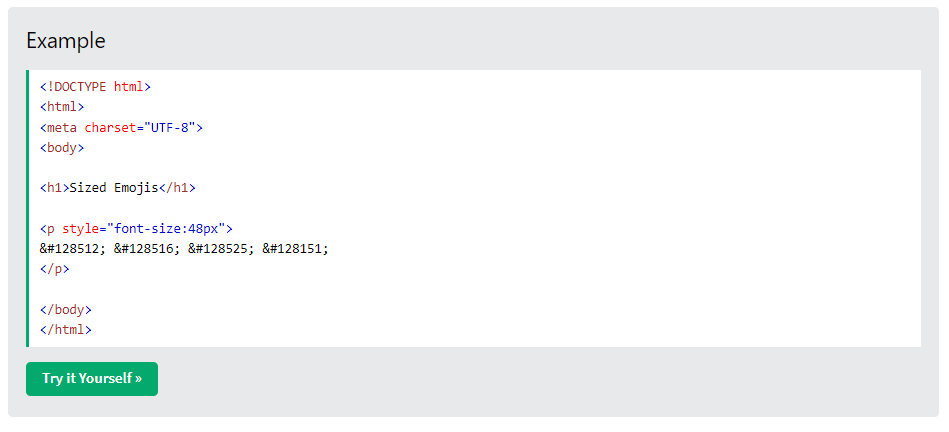 Example
<!DOCTYPE html>
<html>
<meta charset="UTF-8">
<body>
<h1>Sized Emojis</h1>
<p style="font-size:48px">
&#128512; &#128516; &#128525; &#128151;
</p>
</body>
</html>
Try it Yourself »